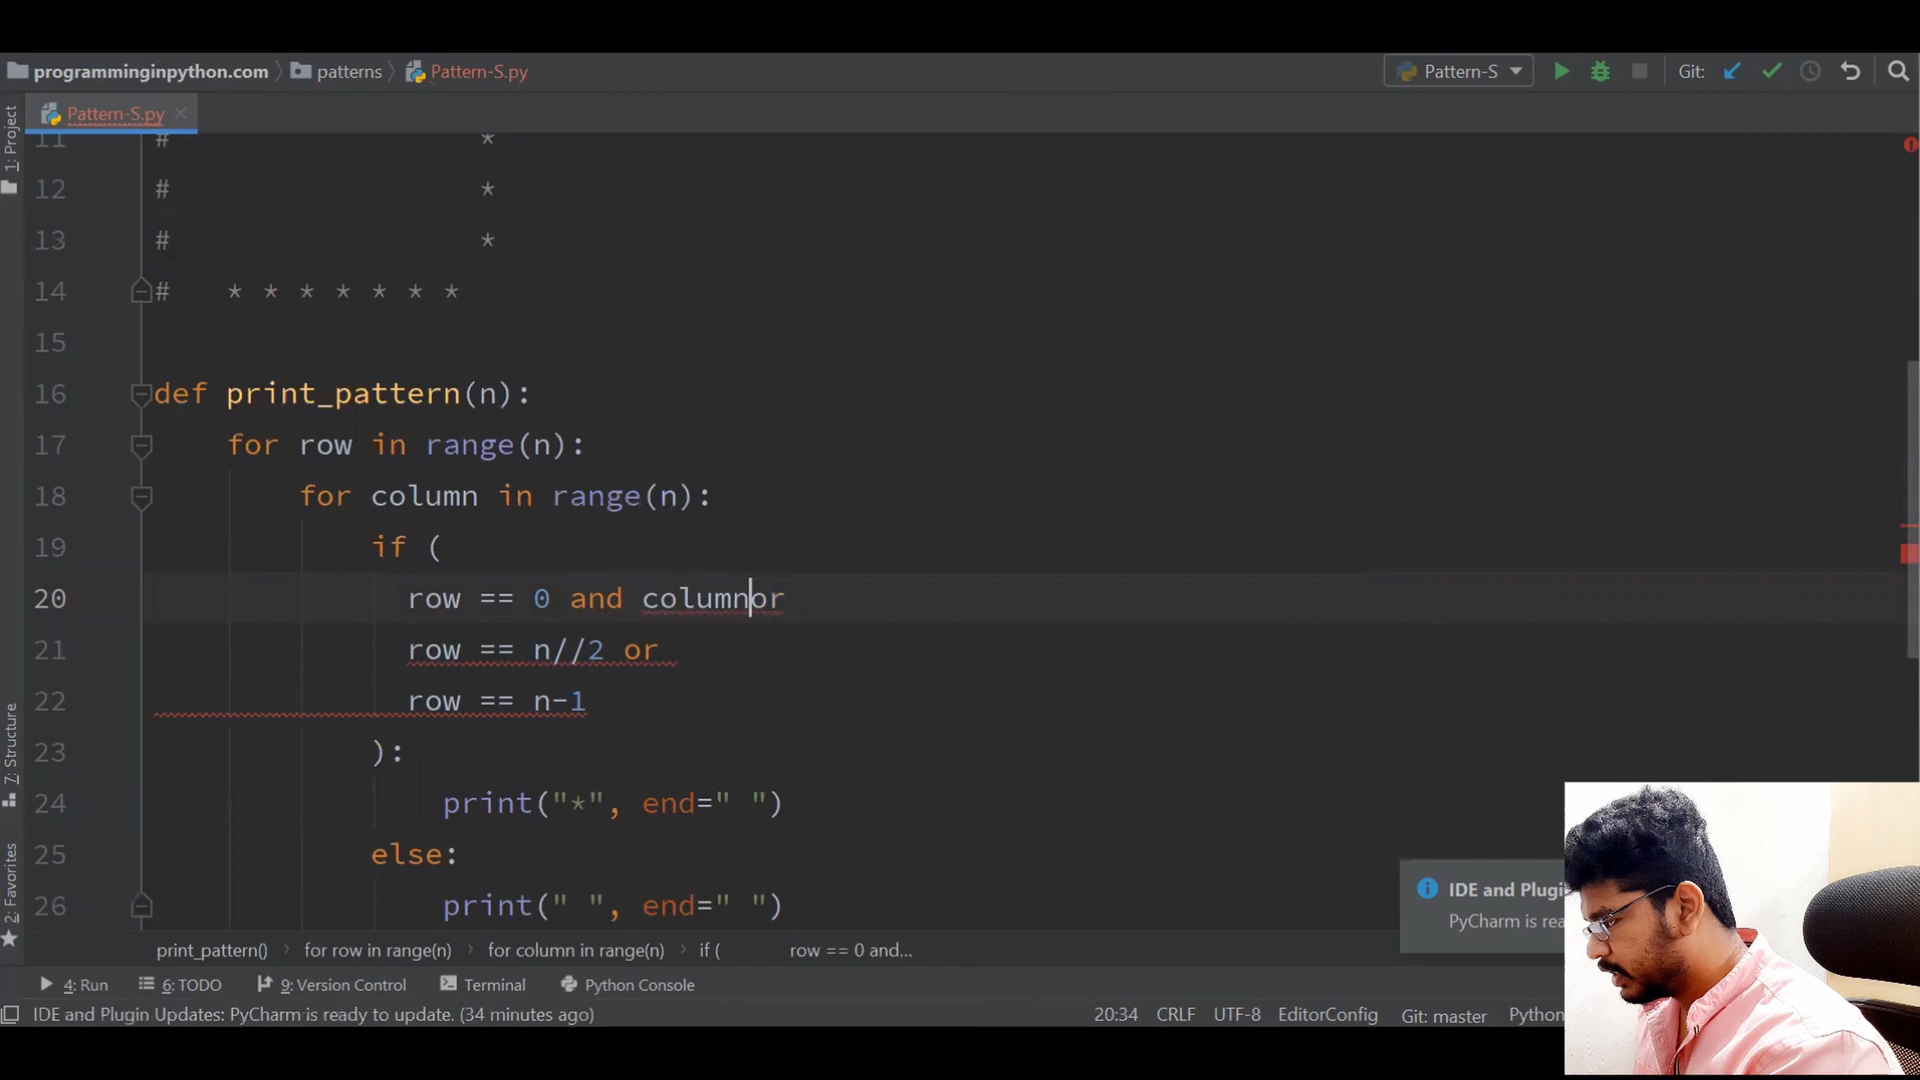 programminginpython.com patterns Pattern-S.py Pattern-S Git:
Pattern-S.py
1: Project
7: Structure
2: Favorites
11 # *
12 # *
13 # *
14 # * * * * * * *
15
16 def print_pattern(n):
17 for row in range(n):
18 for column in range(n):
19 if (
20 row == 0 and columnor
21 row == n//2 or
22 row == n-1
23 ):
24 print("*", end=" ")
25 else:
26 print(" ", end=" ")
IDE and Plugi
PyCharm is rea
print_pattern() for row in range(n) for column in range(n) if ( row == 0 and...
4: Run 6: TODO 9: Version Control Terminal Python Console
IDE and Plugin Updates: PyCharm is ready to update. (34 minutes ago) 20:34 CRLF UTF-8 EditorConfig Git: master Python